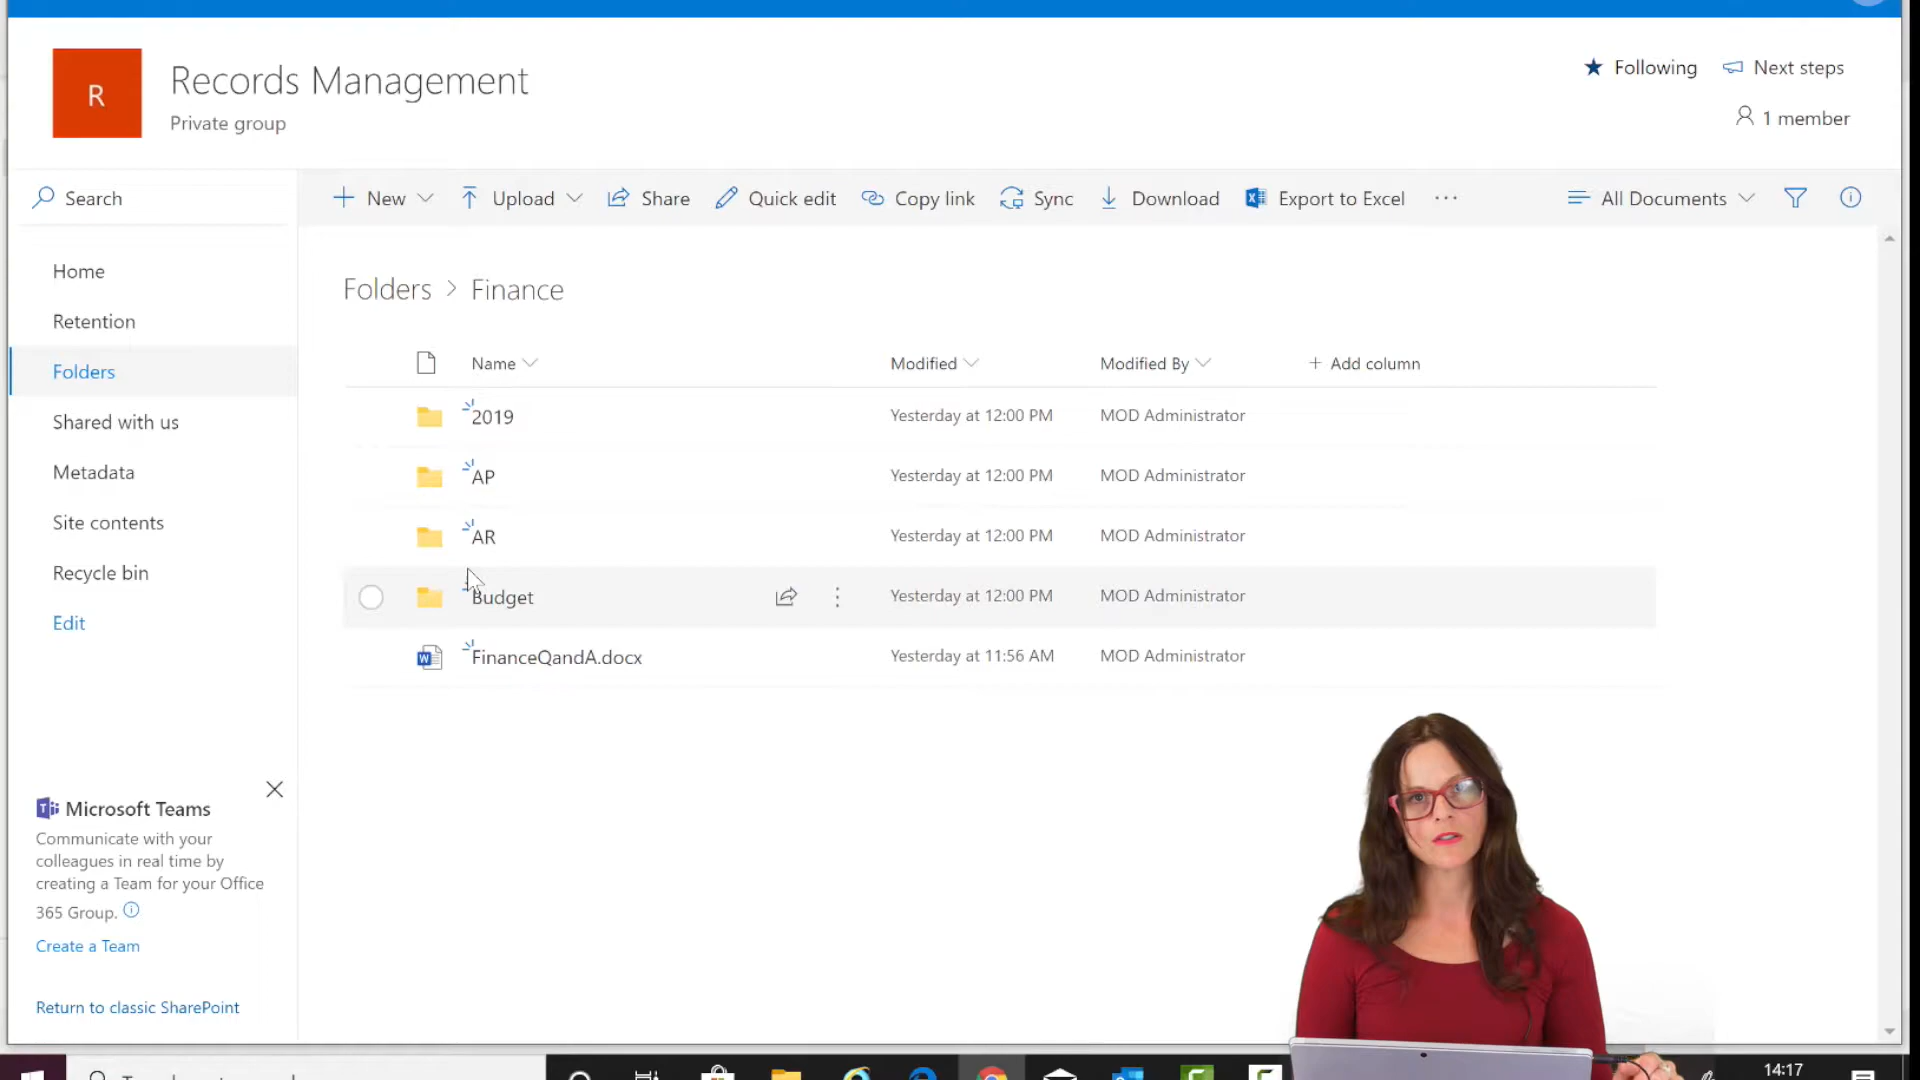 R
Records Management
Private group
Following
Next steps
1 member
Search
New
Upload
Share
Quick edit
Copy link
Sync
Download
Export to Excel
All Documents
Home
Retention
Folders
Shared with us
Metadata
Site contents
Recycle bin
Edit
Folders > Finance
Name
Modified
Modified By
+ Add column
2019
Yesterday at 12:00 PM
MOD Administrator
AP
Yesterday at 12:00 PM
MOD Administrator
AR
Yesterday at 12:00 PM
MOD Administrator
Budget
Yesterday at 12:00 PM
MOD Administrator
FinanceQandA.docx
Yesterday at 11:56 AM
MOD Administrator
Microsoft Teams
Communicate with your
colleagues in real time by
creating a Team for your Office
365 Group.
Create a Team
Return to classic SharePoint
14:17